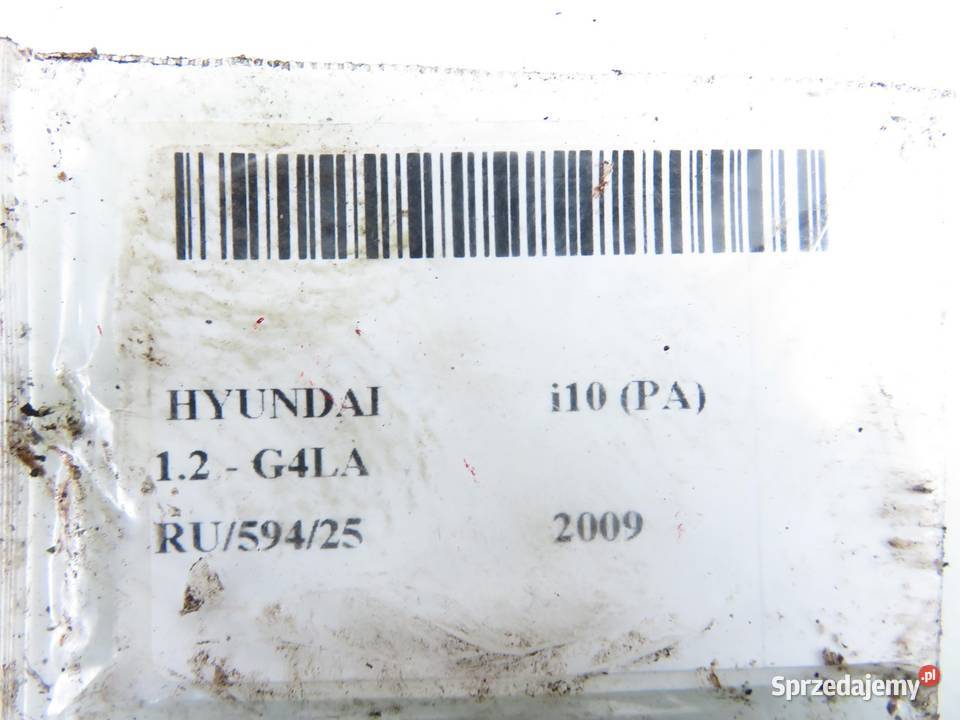 HYUNDAI i10 (PA)
1.2 - G4LA
RU/594/25 2009
Sprzedajemy.pl